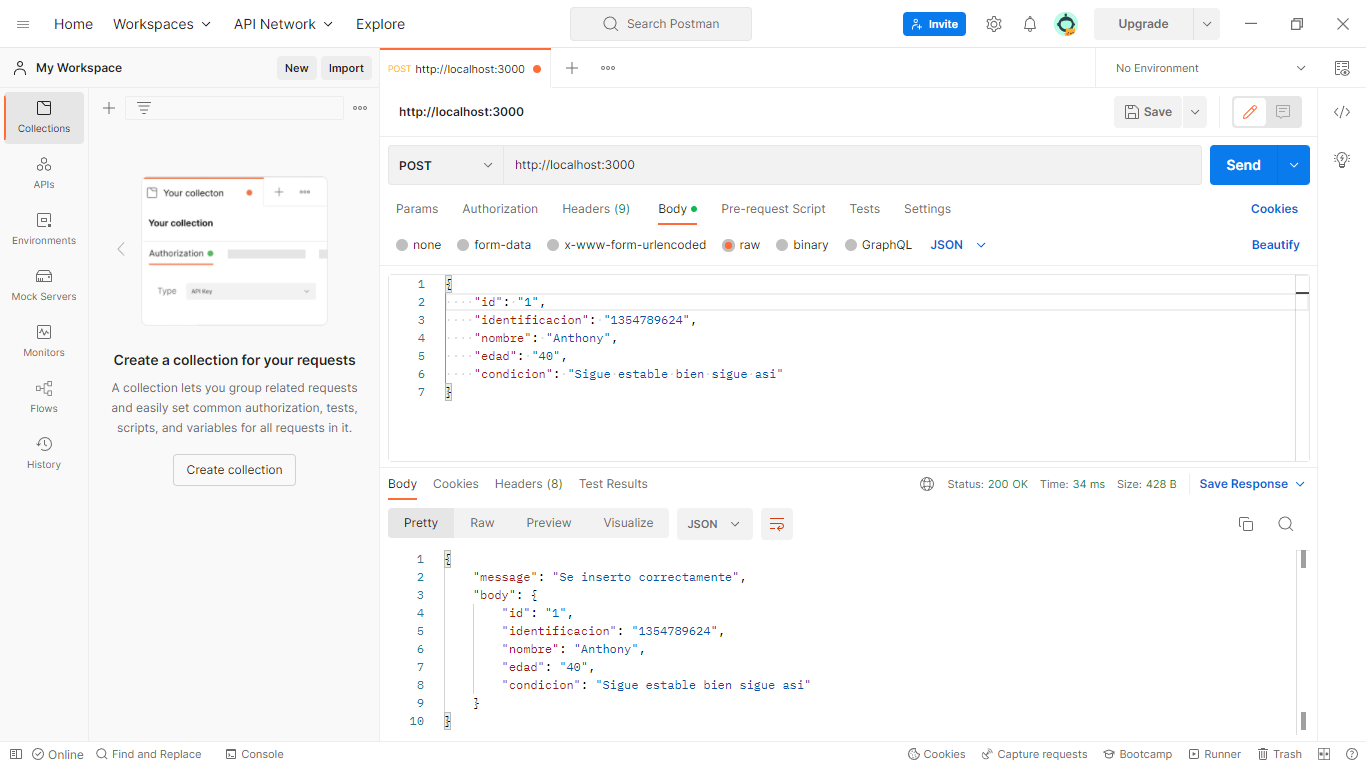 Home Workspaces API Network Explore Search Postman Invite Upgrade
My Workspace New Import POST http://localhost:3000 No Environment
Collections
APIs
Environments
Mock Servers
Monitors
Flows
History
Your collecton
Your collection
Authorization
Type API Key
Create a collection for your requests
A collection lets you group related requests
and easily set common authorization, tests,
scripts, and variables for all requests in it.
Create collection
http://localhost:3000 Save
POST http://localhost:3000 Send
Params Authorization Headers (9) Body Pre-request Script Tests Settings Cookies
none form-data x-www-form-urlencoded raw binary GraphQL JSON Beautify
1 {
2 "id": "1",
3 "identificacion": "1354789624",
4 "nombre": "Anthony",
5 "edad": "40",
6 "condicion": "Sigue estable bien sigue asi"
7 }
Body Cookies Headers (8) Test Results Status: 200 OK Time: 34 ms Size: 428 B Save Response
Pretty Raw Preview Visualize JSON
1 {
2 "message": "Se inserto correctamente",
3 "body": {
4 "id": "1",
5 "identificacion": "1354789624",
6 "nombre": "Anthony",
7 "edad": "40",
8 "condicion": "Sigue estable bien sigue asi"
9 }
10 }
Online Find and Replace Console Cookies Capture requests Bootcamp Runner Trash